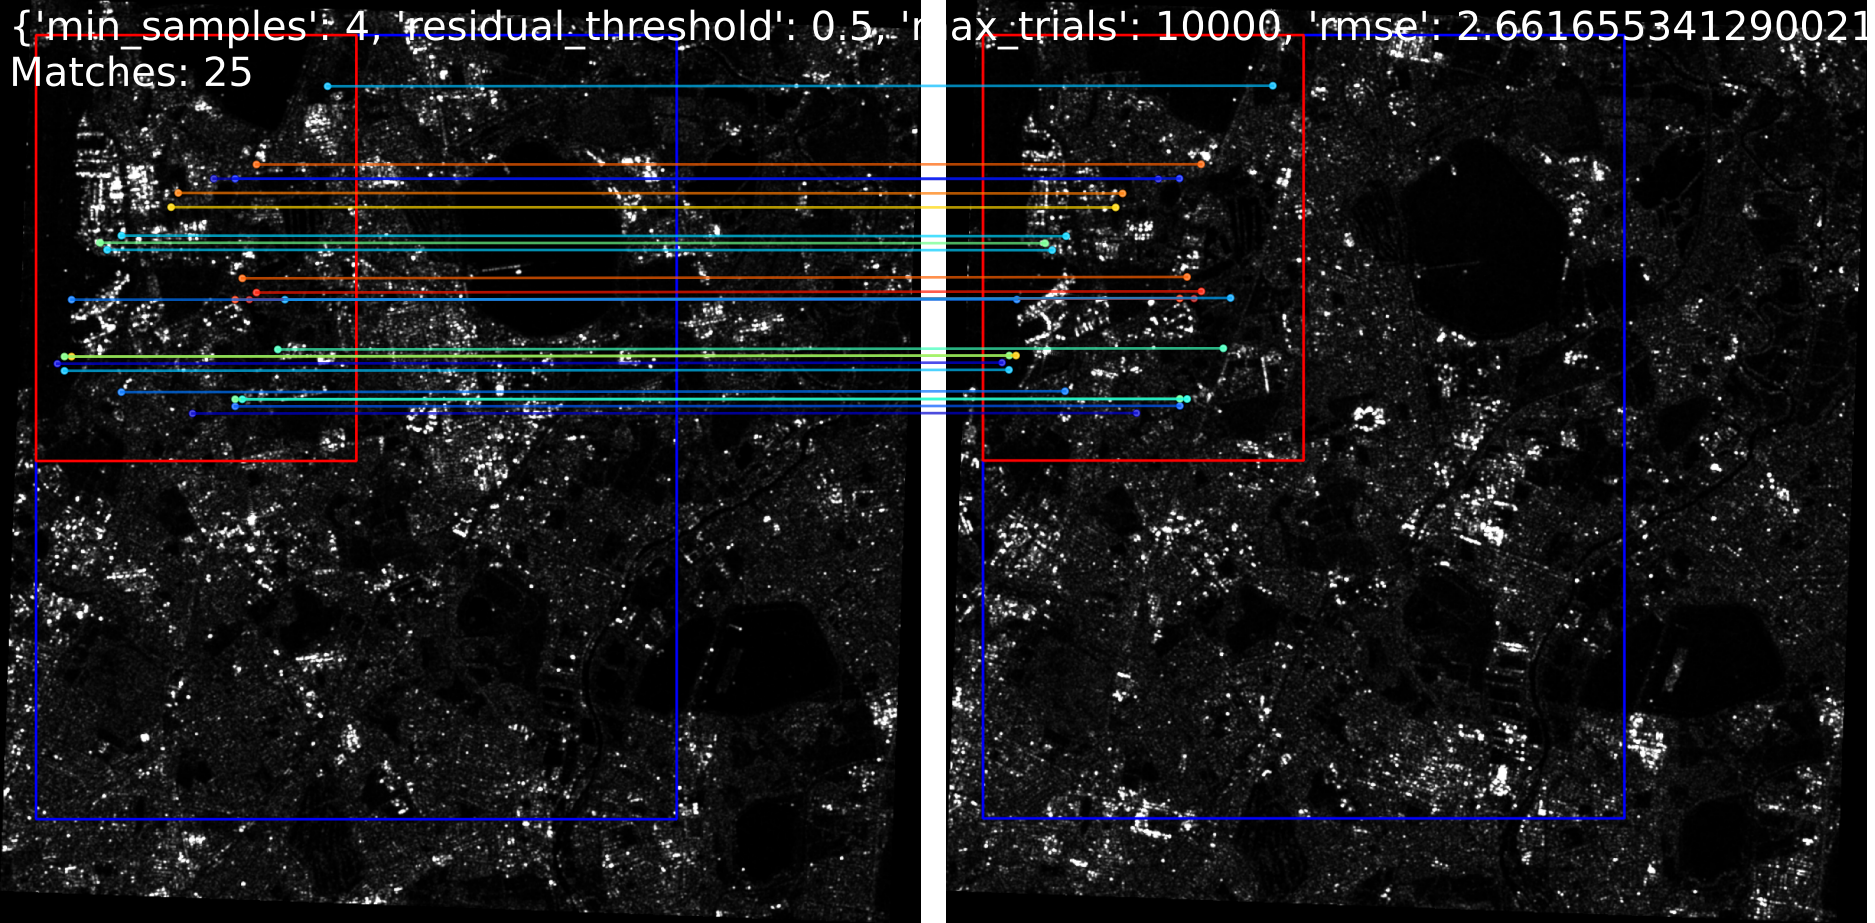 {'min_samples': 4, 'residual_threshold': 0.5, 'max_trials': 10000, 'rmse': 2.661655341290021
Matches: 25